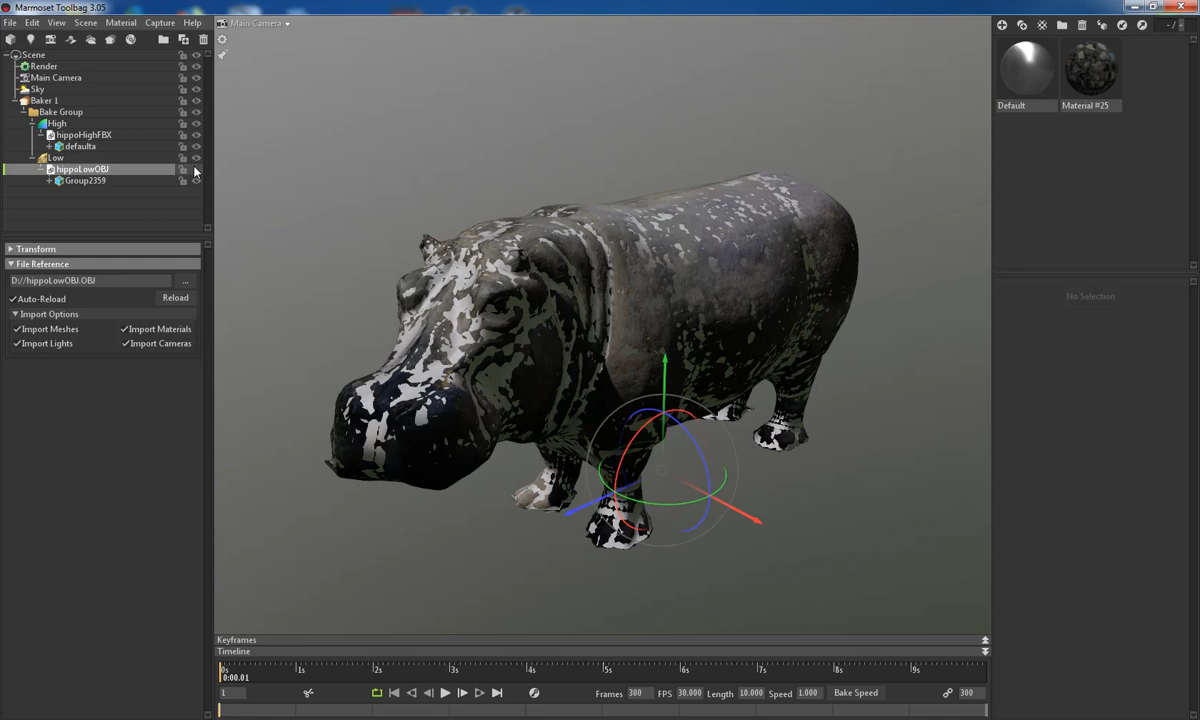 Marmoset Toolbag 3.05
File Edit View Scene Material Capture Help
Main Camera
- /
Scene
Render
Main Camera
Sky
Baker 1
Bake Group
High
hippoHighFBX
defaulta
Low
hippoLowOBJ
Group2359
Transform
File Reference
D://hippoLowOBJ.OBJ ...
Auto-Reload Reload
Import Options
Import Meshes Import Materials
Import Lights Import Cameras
Default Material #25
No Selection
Keyframes
Timeline
0s 1s 2s 3s 4s 5s 6s 7s 8s 9s
0:00.01
1 Frames 300 FPS 30.000 Length 10.000 Speed 1.000 Bake Speed 300